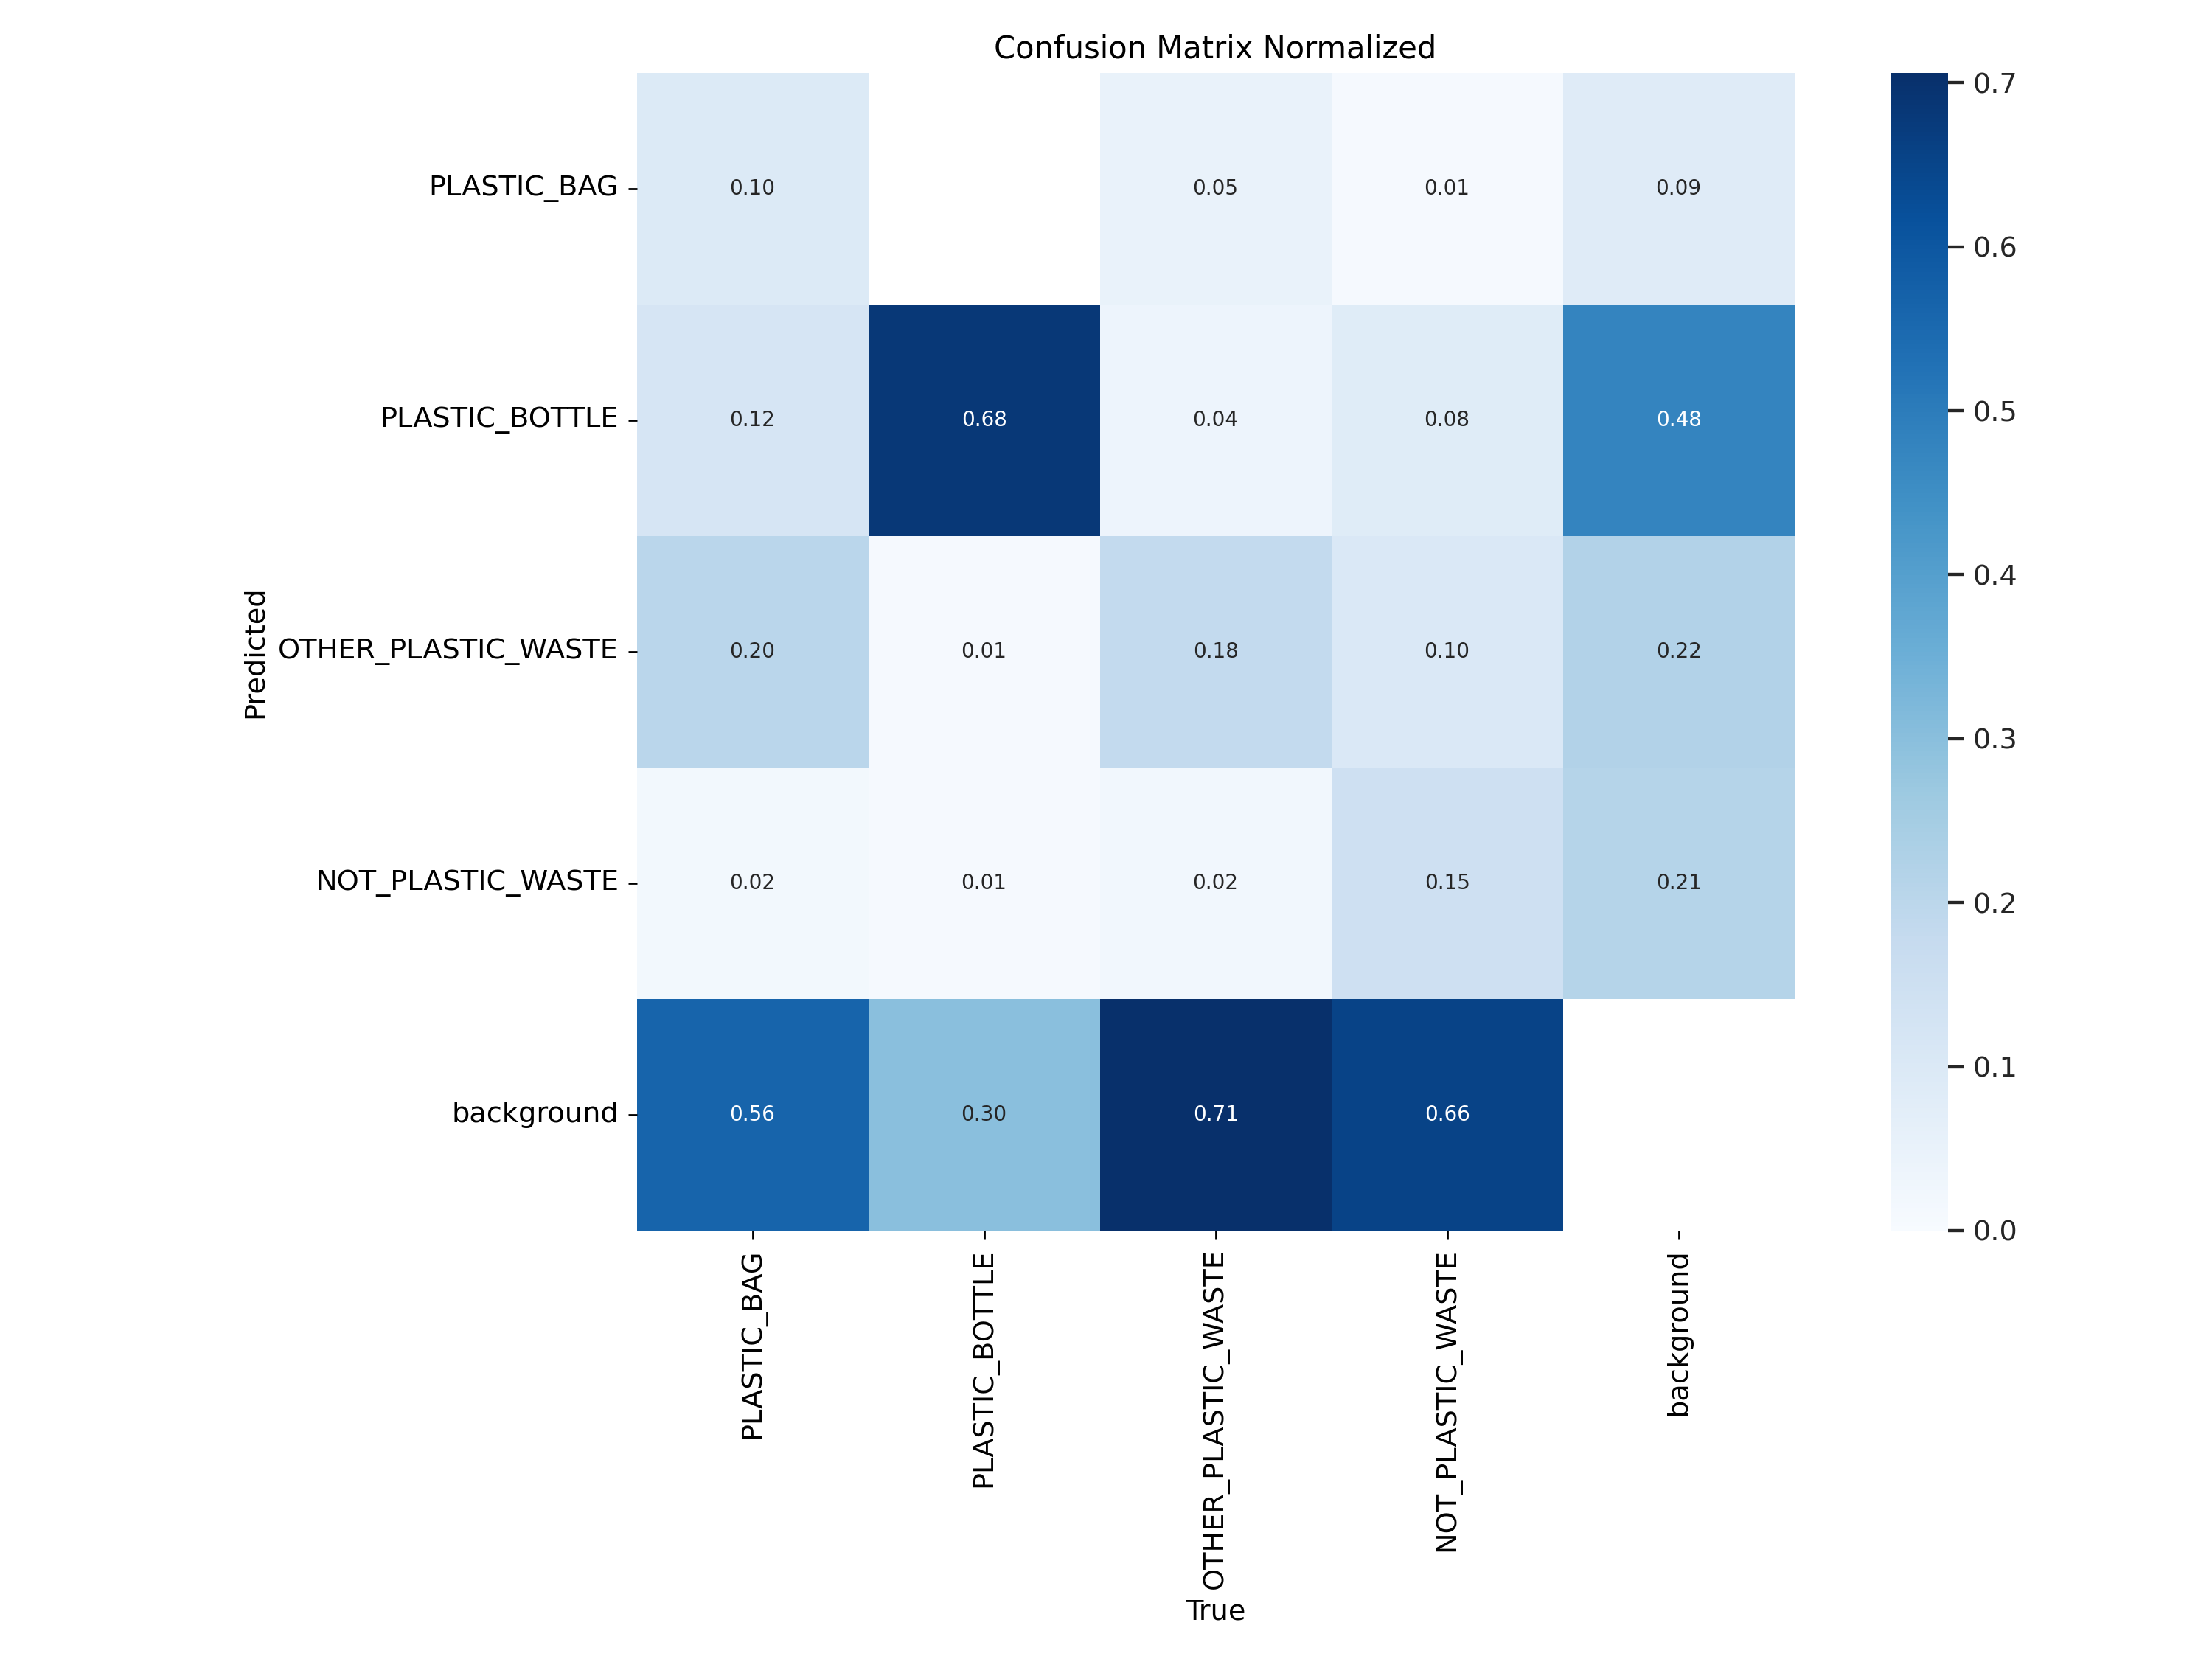 Confusion Matrix Normalized
PLASTIC_BAG 0.10 0.05 0.01 0.09
PLASTIC_BOTTLE 0.12 0.68 0.04 0.08 0.48
OTHER_PLASTIC_WASTE 0.20 0.01 0.18 0.10 0.22
NOT_PLASTIC_WASTE 0.02 0.01 0.02 0.15 0.21
background 0.56 0.30 0.71 0.66
Predicted
PLASTIC_BAG
PLASTIC_BOTTLE
OTHER_PLASTIC_WASTE
NOT_PLASTIC_WASTE
background
True
0.7
0.6
0.5
0.4
0.3
0.2
0.1
0.0